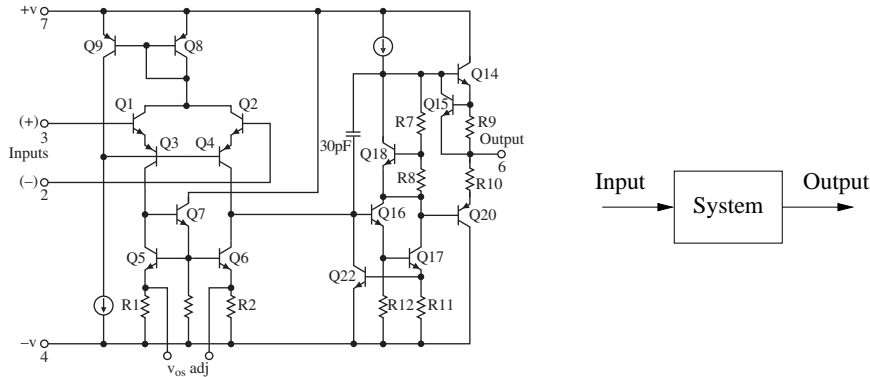 +v
7
Q9
Q8
Q14
Q1
Q2
(+)
3
Q15
R9
R7
Output
6
Q3
Q4
30pF
Inputs
Q18
R8
R10
(−)
2
Q7
Q16
Q20
Q5
Q6
Q17
Q22
R1
R2
R12
R11
−v
4
vos adj
Input
System
Output